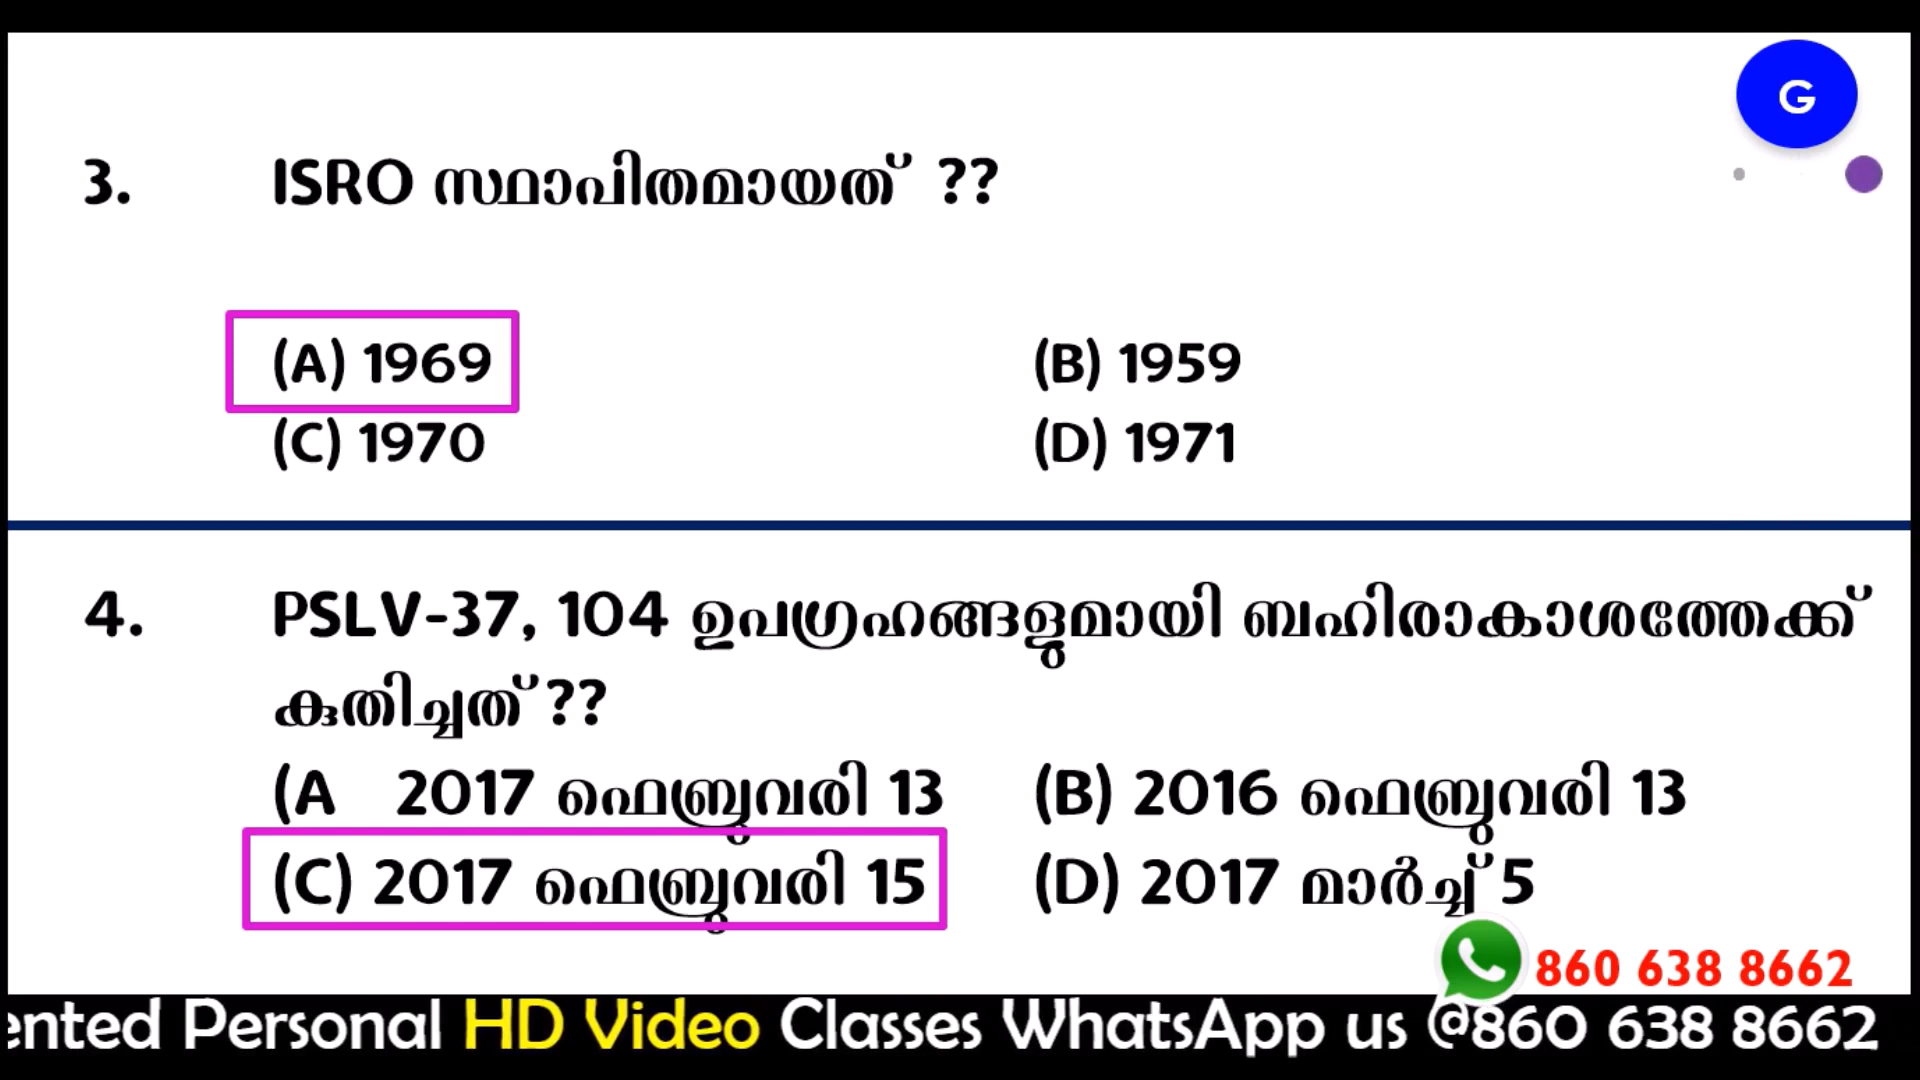 G
3. ISRO സ്ഥാപിതമായത് ??
(A) 1969 (B) 1959
(C) 1970 (D) 1971
4. PSLV-37, 104 ഉപഗ്രഹങ്ങളുമായി ബഹിരാകാശത്തേക്ക്
കുതിച്ചത്??
(A 2017 ഫെബ്രുവരി 13 (B) 2016 ഫെബ്രുവരി 13
(C) 2017 ഫെബ്രുവരി 15 (D) 2017 മാർച്ച് 5
860 638 8662
ented Personal HD Video Classes WhatsApp us @860 638 8662